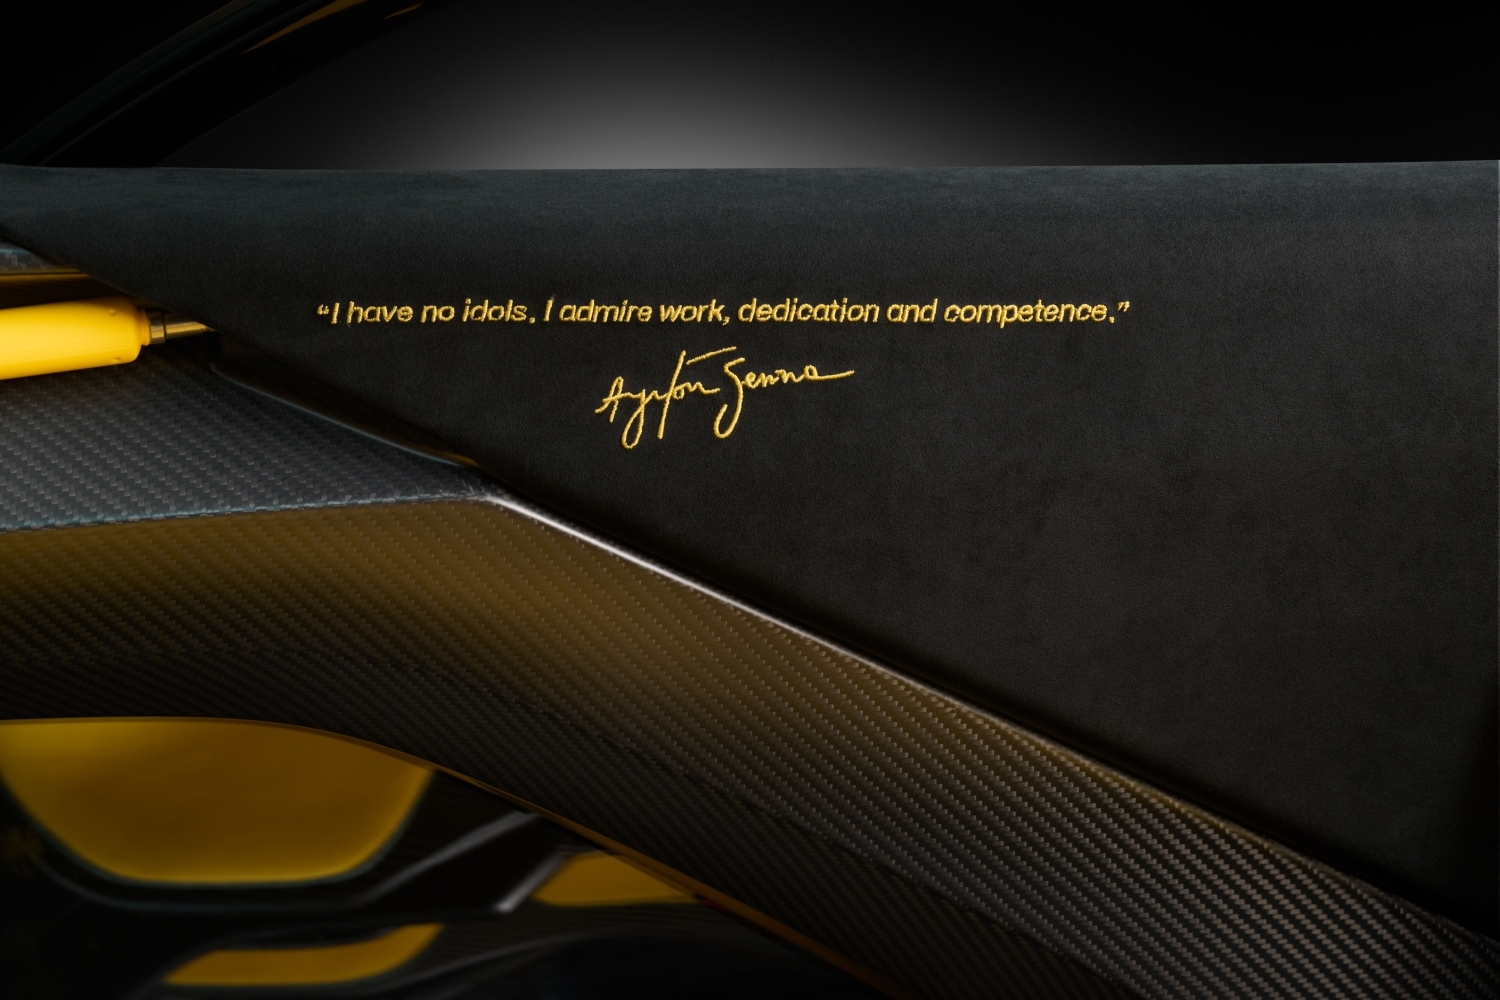 “I have no idols. I admire work, dedication and competence.”
Ayrton Senna